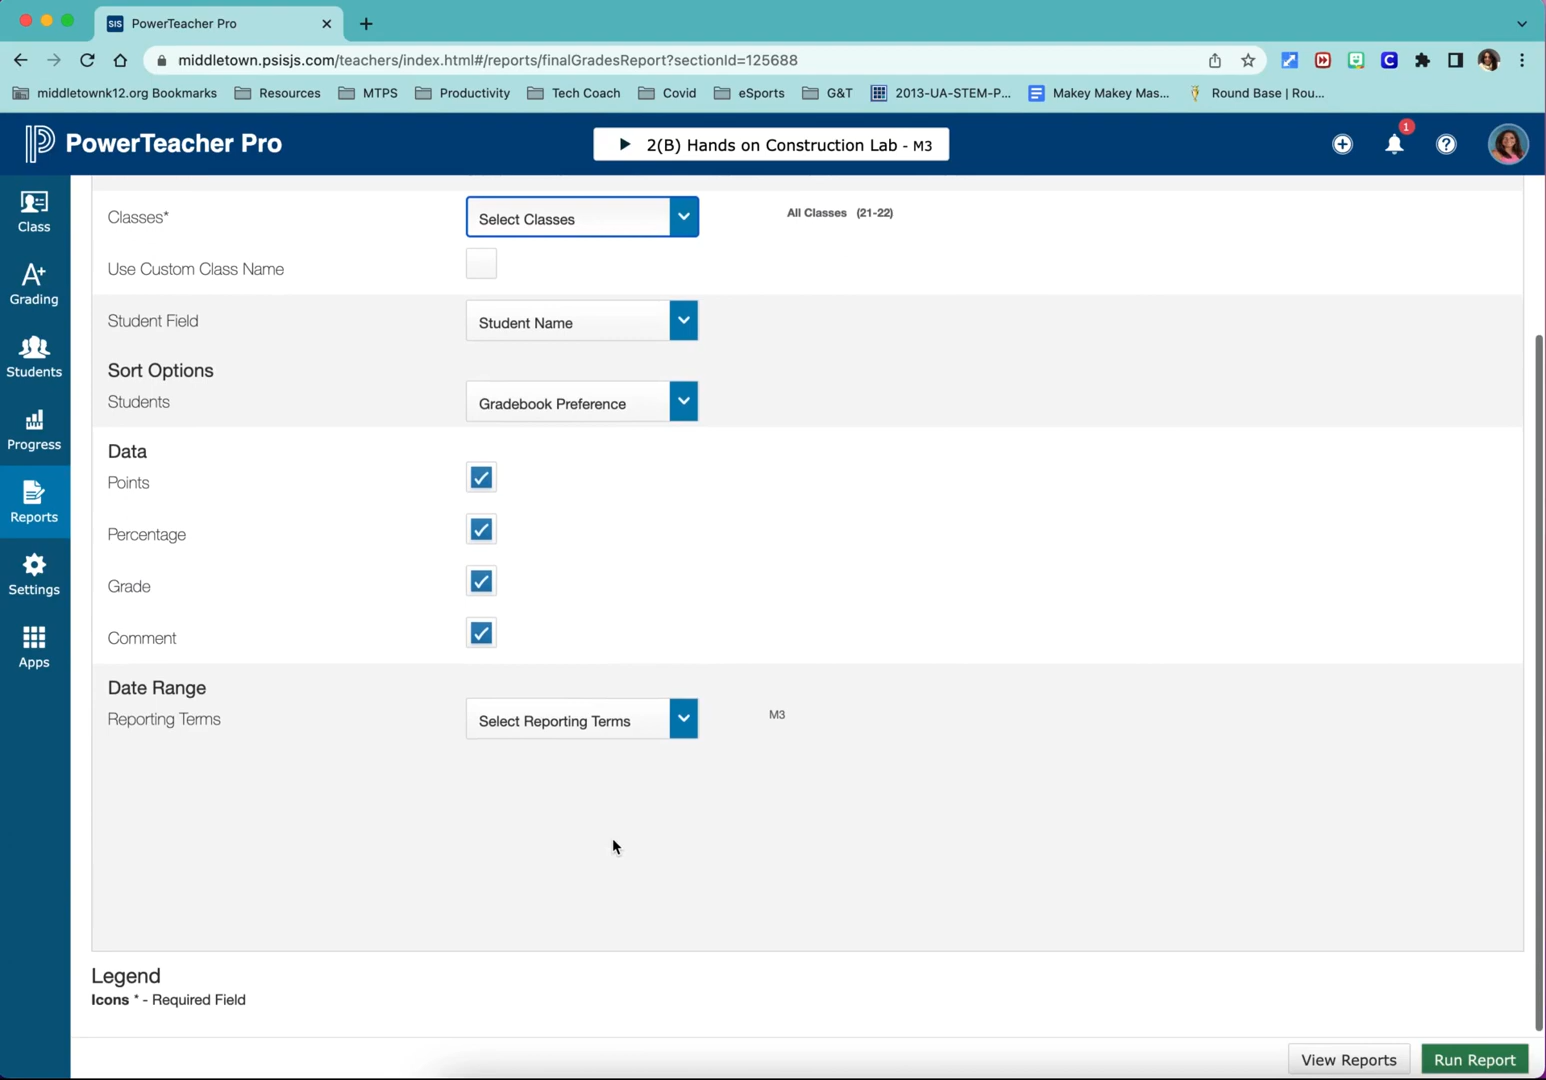 SIS PowerTeacher Pro
middletown.psisjs.com/teachers/index.html#/reports/finalGradesReport?sectionId=125688
middletownk12.org Bookmarks Resources MTPS Productivity Tech Coach Covid eSports G&T 2013-UA-STEM-P... Makey Makey Mas... Round Base | Rou...
PowerTeacher Pro 2(B) Hands on Construction Lab - M3 1
Class
Grading
Students
Progress
Reports
Settings
Apps
Classes* Select Classes All Classes (21-22)
Use Custom Class Name
Student Field Student Name
Sort Options
Students Gradebook Preference
Data
Points
Percentage
Grade
Comment
Date Range
Reporting Terms Select Reporting Terms M3
Legend
Icons * - Required Field
View Reports Run Report